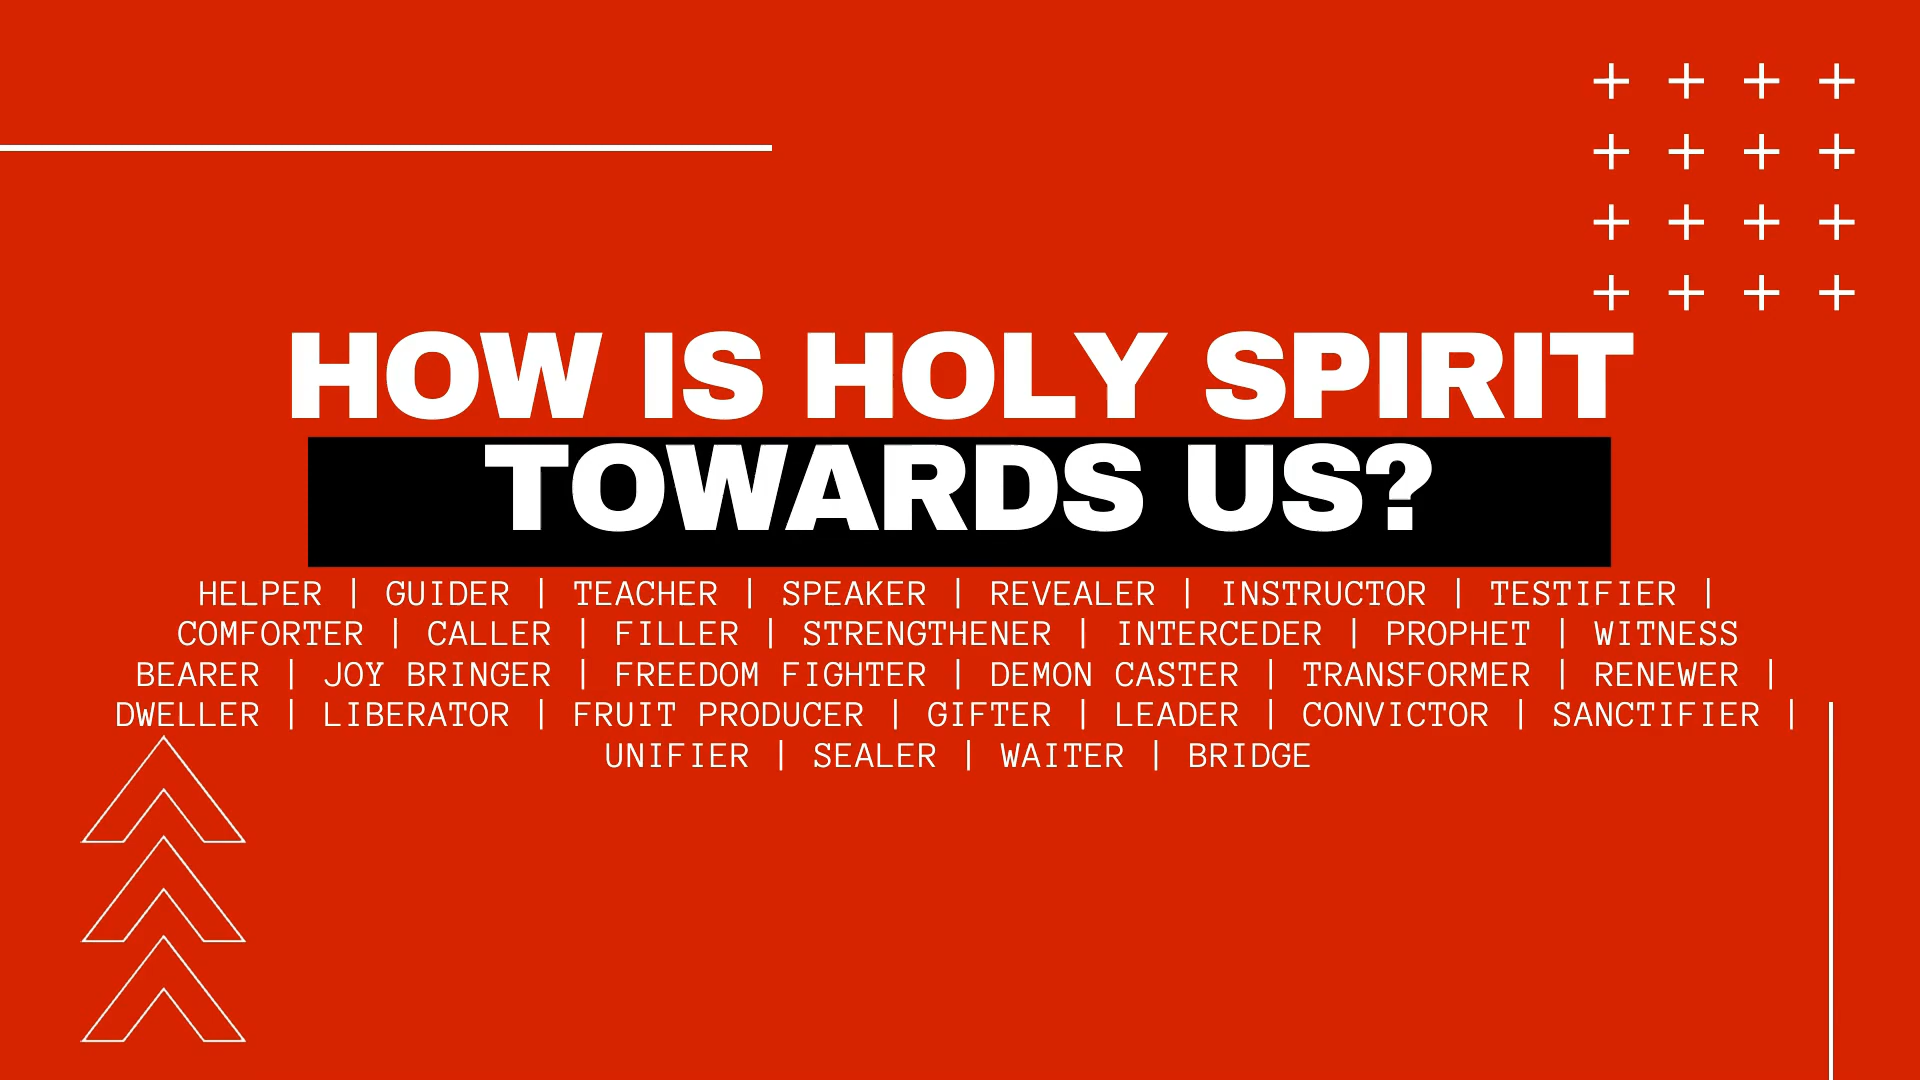 HOW IS HOLY SPIRIT
TOWARDS US?
HELPER | GUIDER | TEACHER | SPEAKER | REVEALER | INSTRUCTOR | TESTIFIER |
COMFORTER | CALLER | FILLER | STRENGTHENER | INTERCEDER | PROPHET | WITNESS
BEARER | JOY BRINGER | FREEDOM FIGHTER | DEMON CASTER | TRANSFORMER | RENEWER |
DWELLER | LIBERATOR | FRUIT PRODUCER | GIFTER | LEADER | CONVICTOR | SANCTIFIER |
UNIFIER | SEALER | WAITER | BRIDGE